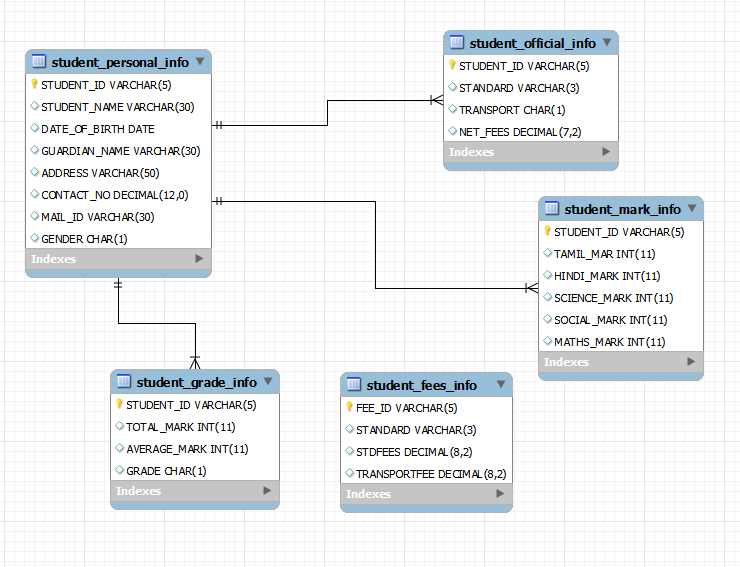 student_personal_info
STUDENT_ID VARCHAR(5)
STUDENT_NAME VARCHAR(30)
DATE_OF_BIRTH DATE
GUARDIAN_NAME VARCHAR(30)
ADDRESS VARCHAR(50)
CONTACT_NO DECIMAL(12,0)
MAIL_ID VARCHAR(30)
GENDER CHAR(1)
Indexes
student_official_info
STUDENT_ID VARCHAR(5)
STANDARD VARCHAR(3)
TRANSPORT CHAR(1)
NET_FEES DECIMAL(7,2)
Indexes
student_mark_info
STUDENT_ID VARCHAR(5)
TAMIL_MAR INT(11)
HINDI_MARK INT(11)
SCIENCE_MARK INT(11)
SOCIAL_MARK INT(11)
MATHS_MARK INT(11)
Indexes
student_grade_info
STUDENT_ID VARCHAR(5)
TOTAL_MARK INT(11)
AVERAGE_MARK INT(11)
GRADE CHAR(1)
Indexes
student_fees_info
FEE_ID VARCHAR(5)
STANDARD VARCHAR(3)
STDFEES DECIMAL(8,2)
TRANSPORTFEE DECIMAL(8,2)
Indexes